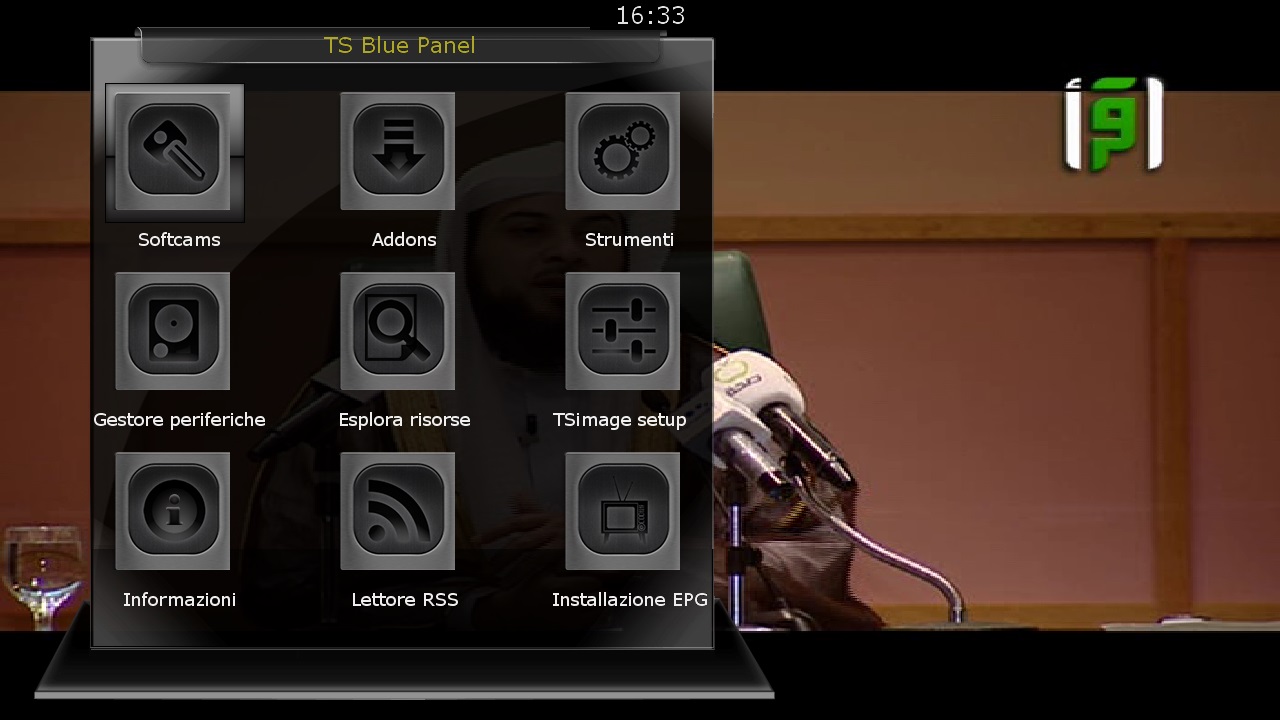 16:33
TS Blue Panel
Softcams
Addons
Strumenti
Gestore periferiche
Esplora risorse
TSimage setup
Informazioni
Lettore RSS
Installazione EPG
اقرأ